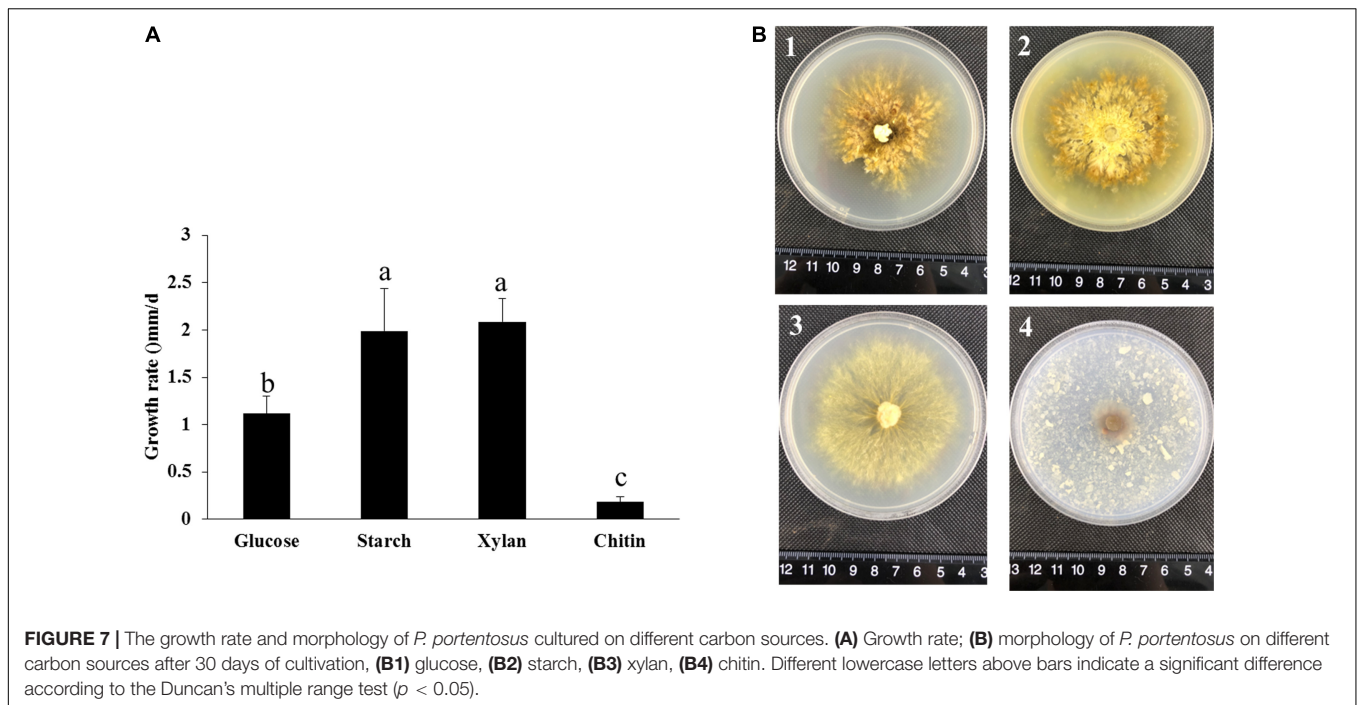 A
3
2.5
2
1.5
1
0.5
0
Growth rate ()mm/d
b
a
a
c
Glucose Starch Xylan Chitin
B
1
12 11 10 9 8 7 6 5 4 3
2
12 11 10 9 8 7 6 5 4 3
3
12 11 10 9 8 7 6 5 4 3
4
13 12 11 10 9 8 7 6 5 4
FIGURE 7 | The growth rate and morphology of P. portentosus cultured on different carbon sources. (A) Growth rate; (B) morphology of P. portentosus on different
carbon sources after 30 days of cultivation, (B1) glucose, (B2) starch, (B3) xylan, (B4) chitin. Different lowercase letters above bars indicate a significant difference
according to the Duncan's multiple range test (p < 0.05).